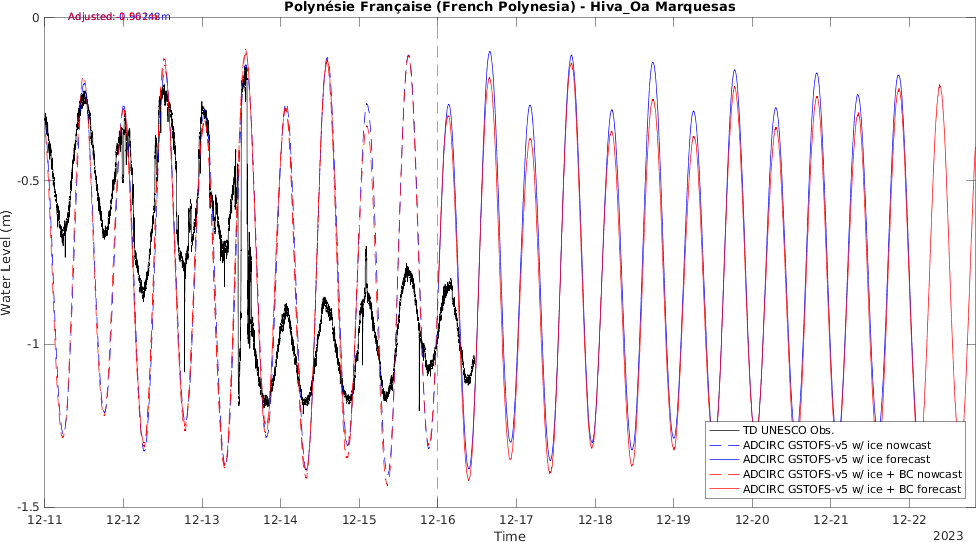 Polynésie Française (French Polynesia) - Hiva_Oa Marquesas
Adjusted:
0
-0.5
-1
-1.5
Water Level (m)
12-11 12-12 12-13 12-14 12-15 12-16 12-17 12-18 12-19 12-20 12-21 12-22
Time
2023
TD UNESCO Obs.
ADCIRC GSTOFS-v5 w/ ice nowcast
ADCIRC GSTOFS-v5 w/ ice forecast
ADCIRC GSTOFS-v5 w/ ice + BC nowcast
ADCIRC GSTOFS-v5 w/ ice + BC forecast